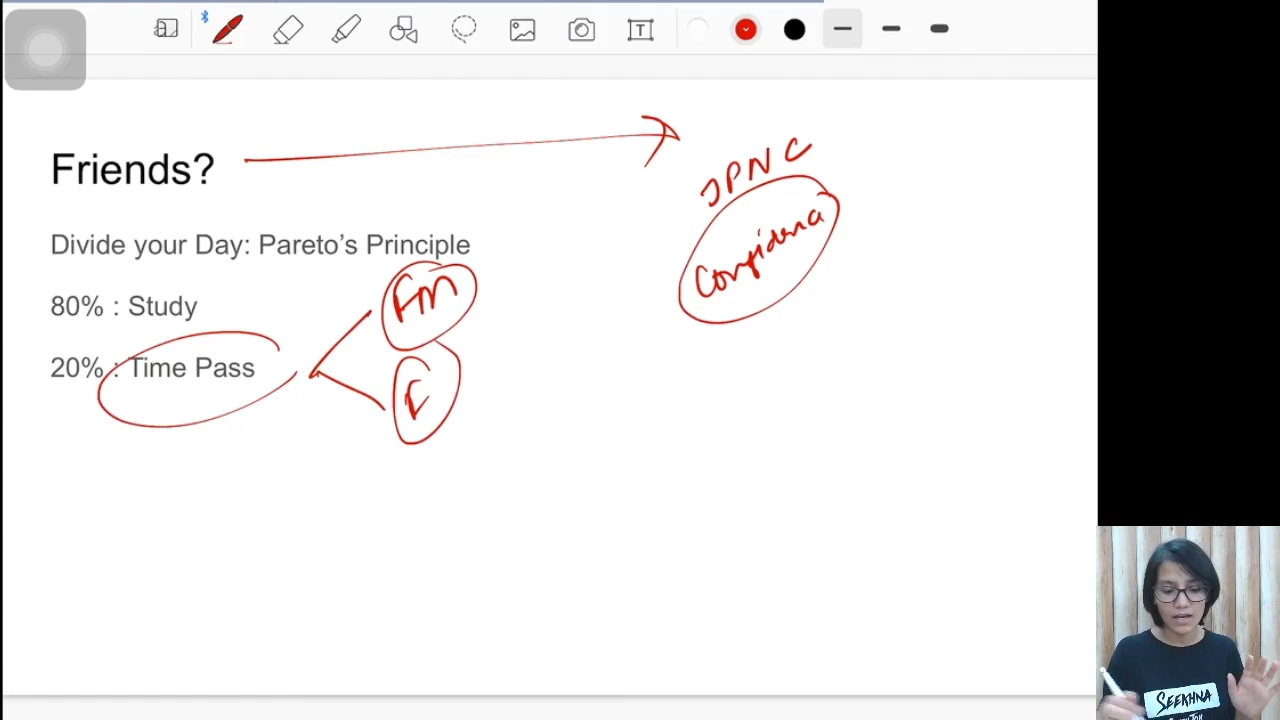 Friends?
JPNC
Confidence
Divide your Day: Pareto's Principle
80% : Study
Fm
20% : Time Pass
F
T
SEEKHNA